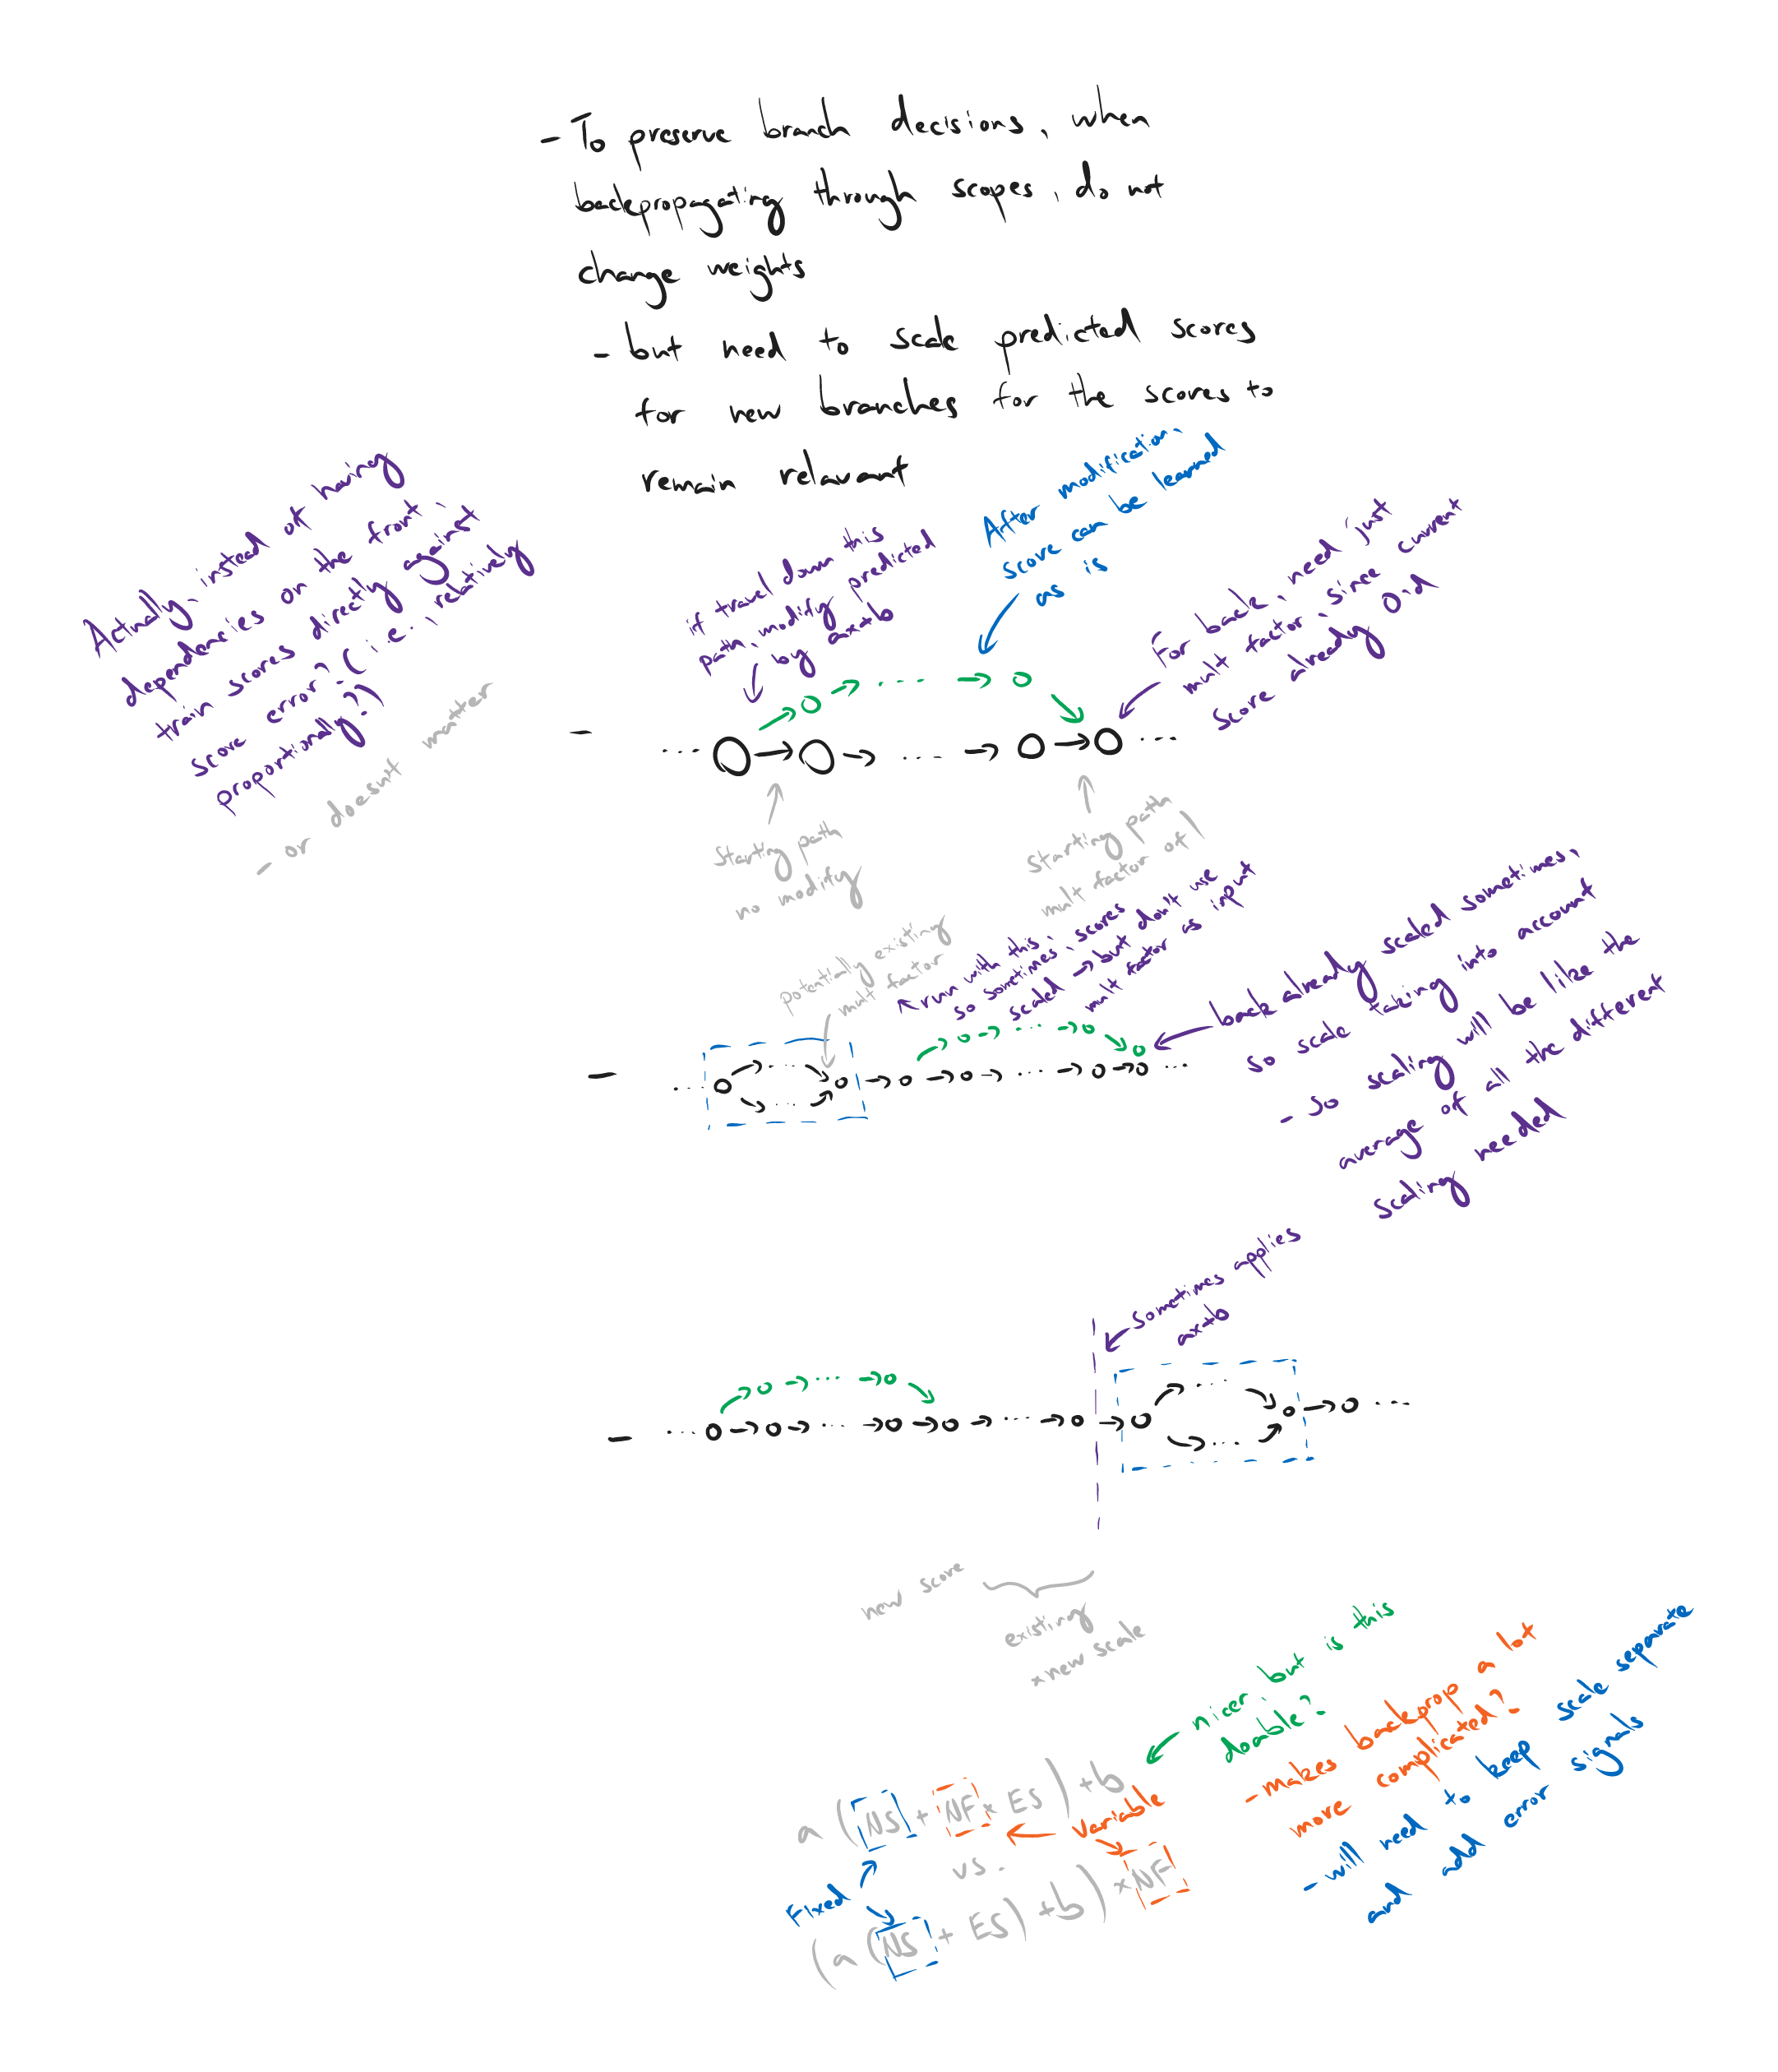 - To preserve branch decisions, when
backpropagating through scopes, do not
change weights
- but need to scale predicted scores
for new branches for the scores to
remain relavant
Actually, instead of having
dependencies on the front,
train scores directly against
score error? (i.e., relatively
proportionally?)
- or doesn't matter
if travel down this
path, modify predicted
by ax+b
After modification,
score can be learned
as is
For back, need just
mult factor, since current
score already O.d
Starting path
no modify
Starting path
mult factor of 1
potentially existing
mult factor
run with this,
so sometimes, scores
scaled → but don't use
mult factor as input
back already scaled sometimes,
so scale taking into account
- so scaling will be like the
average of all the different
scaling needed
Sometimes applies
ax+b
new score
existing
× new scale
nicer but is this
doable?
- makes backprop a lot
more complicated?
- will need to keep scale separate
and add error signals
a (NS + NF × ES) + b
Variable
vs.
Fixed
(a (NS + ES) + b) × NF